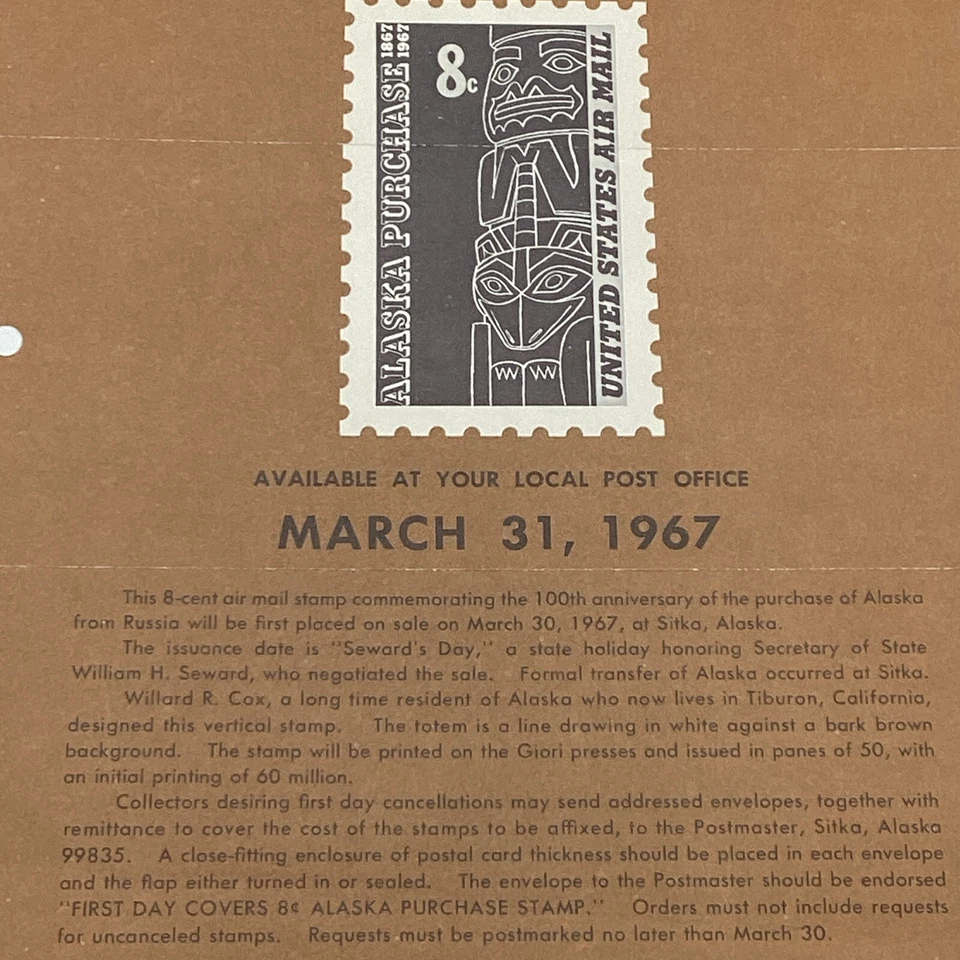 ALASKA PURCHASE 1867
1967
8c
UNITED STATES AIR MAIL
AVAILABLE AT YOUR LOCAL POST OFFICE
MARCH 31, 1967
This 8-cent air mail stamp commemorating the 100th anniversary of the purchase of Alaska
from Russia will be first placed on sale on March 30, 1967, at Sitka, Alaska.
The issuance date is "Seward's Day," a state holiday honoring Secretary of State
William H. Seward, who negotiated the sale. Formal transfer of Alaska occurred at Sitka.
Willard R. Cox, a long time resident of Alaska who now lives in Tiburon, California,
designed this vertical stamp. The totem is a line drawing in white against a bark brown
background. The stamp will be printed on the Giori presses and issued in panes of 50, with
an initial printing of 60 million.
Collectors desiring first day cancellations may send addressed envelopes, together with
remittance to cover the cost of the stamps to be affixed, to the Postmaster, Sitka, Alaska
99835. A close-fitting enclosure of postal card thickness should be placed in each envelope
and the flap either turned in or sealed. The envelope to the Postmaster should be endorsed
"FIRST DAY COVERS 8¢ ALASKA PURCHASE STAMP." Orders must not include requests
for uncanceled stamps. Requests must be postmarked no later than March 30.